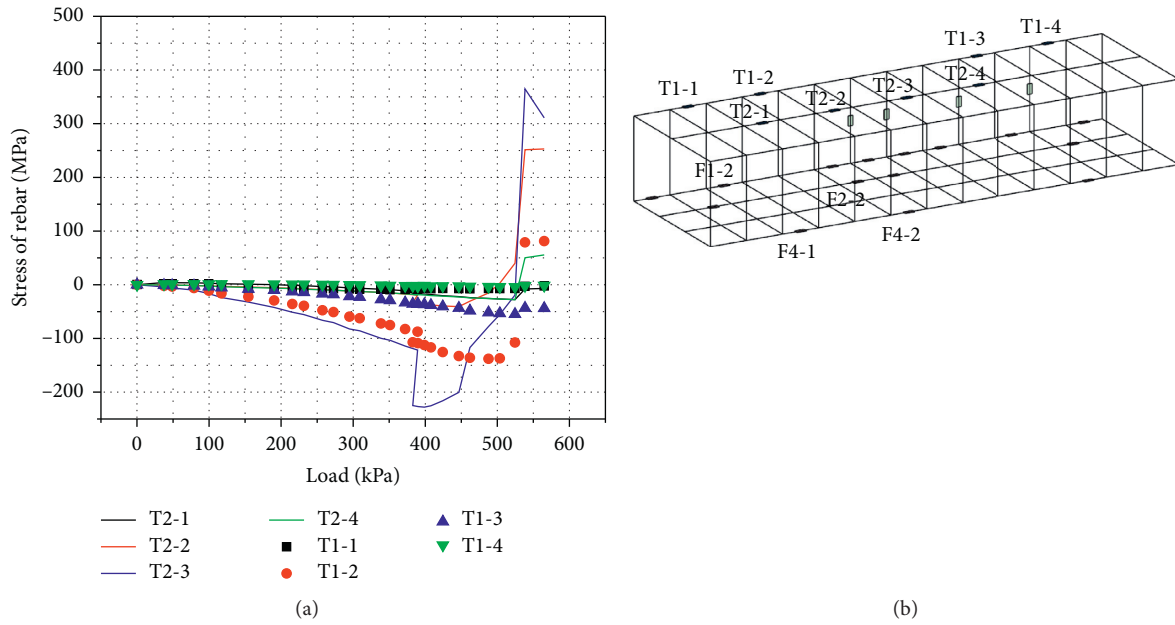 500
400
300
200
100
0
−100
−200
Stress of rebar (MPa)
0 100 200 300 400 500 600
Load (kPa)
T2-1
T2-2
T2-3
T2-4
T1-1
T1-2
T1-3
T1-4
(a)
T1-4
T1-3
T1-2
T1-1
T2-4
T2-3
T2-2
T2-1
F1-2
F2-2
F4-2
F4-1
(b)